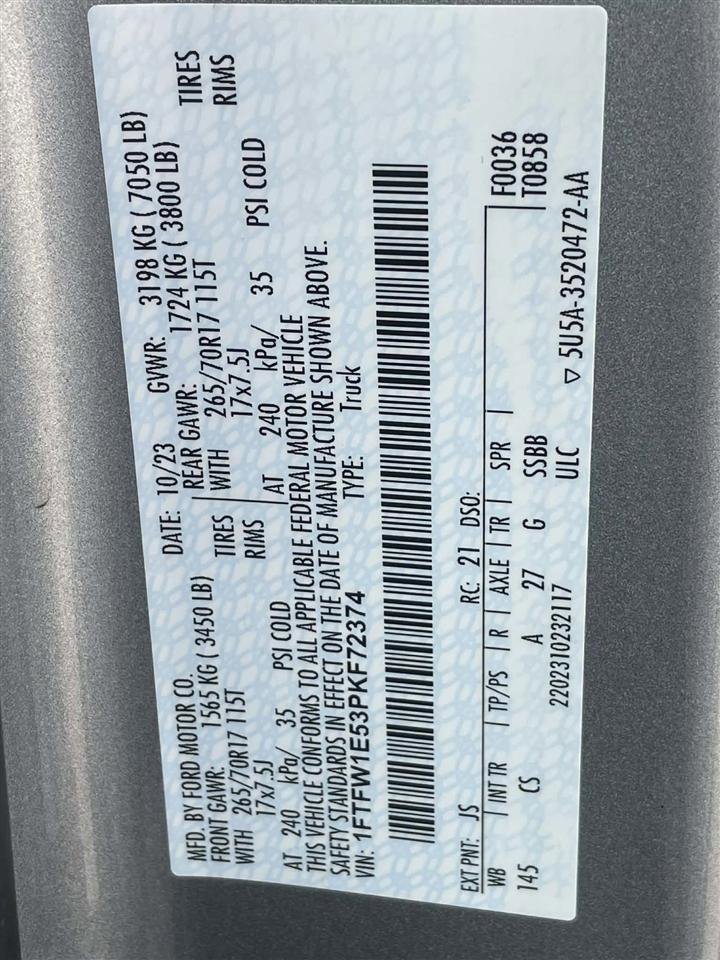 MFD. BY FORD MOTOR CO.
DATE: 10/23 GVWR: 3198 KG ( 7050 LB)
FRONT GAWR: 1565 KG ( 3450 LB)
REAR GAWR: 1724 KG ( 3800 LB)
WITH 265/70R17 115T TIRES
WITH 265/70R17 115T TIRES
17x7.5J RIMS
17x7.5J RIMS
AT 240 kPa/ 35 PSI COLD
AT 240 kPa/ 35 PSI COLD
THIS VEHICLE CONFORMS TO ALL APPLICABLE FEDERAL MOTOR VEHICLE
SAFETY STANDARDS IN EFFECT ON THE DATE OF MANUFACTURE SHOWN ABOVE.
VIN: 1FTFW1E53PKF72374 TYPE: Truck
EXT PNT: JS RC: 21 DSO:
F0036
WB INT TR TP/PS R AXLE TR SPR T0858
145 CS A 27 G SSBB
2202310232117 ULC ▽ 5U5A-3520472-AA